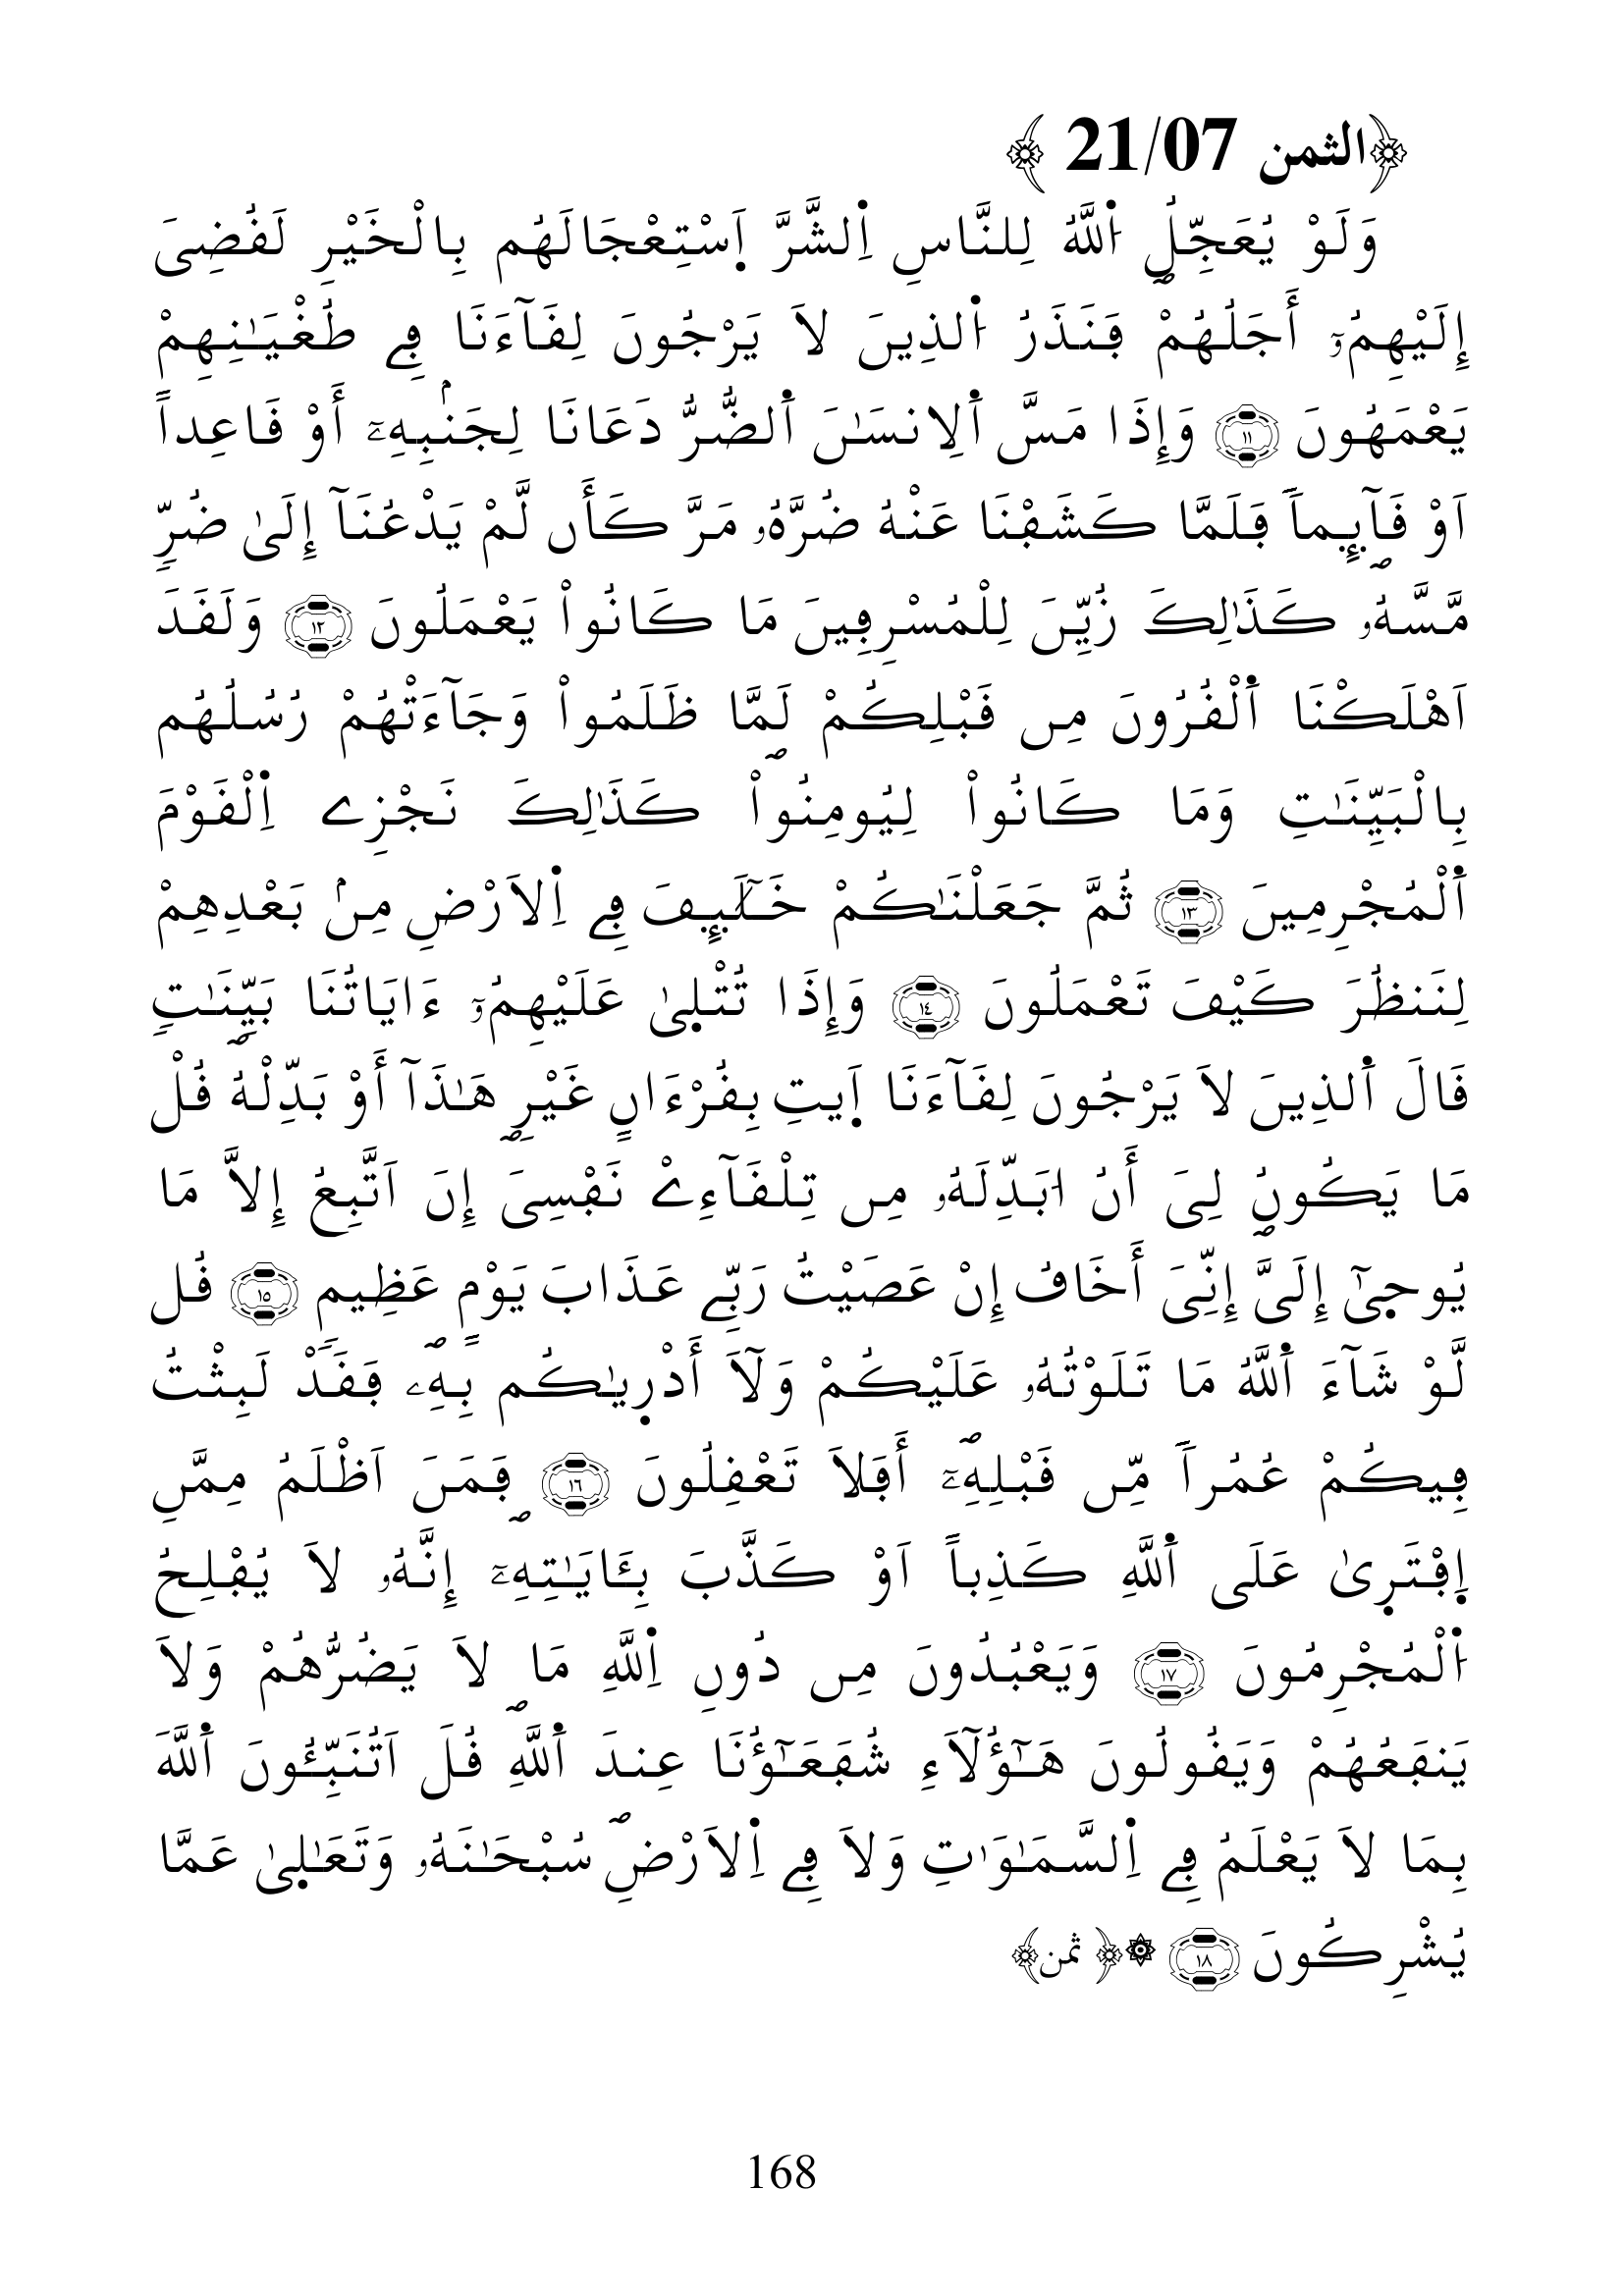 ﴿الثمن 21/07 ﴾
وَلَوْ يُعَجِّلُ اُ۬للَّهُ لِلنَّاسِ اِ۬لشَّرَّ اَ۪سْتِعْجَالَهُم بِالْخَيْرِ لَفُضِىَ
إِلَيْهِمُۥٓ أَجَلُهُمْ ڢَنَذَرُ اُ۬لذِينَ لاَ يَرْجُونَ لِفَآءَنَا ڢِے طُغْيَـٰنِهِمْ
يَعْمَهُونَ ١١ وَإِذَا مَسَّ اَ۬لِانسَـٰنَ اَ۬لضُّرُّ دَعَانَا لِجَنۢبِهِۦٓ أَوْ فَاعِداً
اَوْ فَآئِماً ڢَلَمَّا كَشَڢْنَا عَنْهُ ضُرَّهُۥ مَرَّ كَأَن لَّمْ يَدْعُنَآ إِلَىٰ ضُرٍّ
مَّسَّهُۥ كَذَٰلِكَ زُيِّنَ لِلْمُسْرِڢِينَ مَا كَانُواْ يَعْمَلُونَ ١٢ وَلَفَدَ
اَهْلَكْنَا اَ۬لْفُرُونَ مِن فَبْلِكُمْ لَمَّا ظَلَمُواْ وَجَآءَتْهُمْ رُسُلُهُم
بِالْبَيِّنَـٰتِ وَمَا كَانُواْ لِيُومِنُواْ كَذَٰلِكَ نَجْزِے اِ۬لْفَوْمَ
اَ۬لْمُجْرِمِينَ ١٣ ثُمَّ جَعَلْنَـٰكُمْ خَـلَـٰٓئِفَ ڢِے اِ۬لاَرْضِ مِنۢ بَعْدِهِمْ
لِنَنظُرَ كَيْفَ تَعْمَلُونَ ١٤ وَإِذَا تُتْل۪ىٰ عَلَيْهِمُۥٓ ءَايَاتُنَا بَيِّنَـٰتٍ
فَالَ اَ۬لذِينَ لاَ يَرْجُونَ لِفَآءَنَا اَ۪يتِ بِفُرْءَانٍ غَيْرِ هَـٰذَآ أَوْ بَدِّلْهُ فُلْ
مَا يَكُونُ لِىَ أَنُ ا۟بَدِّلَهُۥ مِن تِلْفَآءِےْ نَڢْسِىَ إِنَ اَتَّبِعُ إِلاَّ مَا
يُوح۪ىٰٓ إِلَىَّ إِنِّىَ أَخَافُ إِنْ عَصَيْتُ رَبِّے عَذَابَ يَوْمٍ عَظِيمٍ ١٥ فُل
لَّوْ شَآءَ اَ۬للَّهُ مَا تَلَوْتُهُۥ عَلَيْكُمْ وَلَآ أَدْر۪يٰكُم بِهِۦ ڢَفَدْ لَبِثْتُ
ڢِيكُمْ عُمُراً مِّن فَبْلِهِۦٓ أَڢَلاَ تَعْفِلُونَ ١٦ ڢَمَنَ اَظْلَمُ مِمَّنِ
اِ۪ڢْتَر۪ىٰ عَلَى اَ۬للَّهِ كَذِباً اَوْ كَذَّبَ بِـَٔايَـٰتِهِۦٓ إِنَّهُۥ لاَ يُڢْلِحُ
اُ۬لْمُجْرِمُونَ ١٧ وَيَعْبُدُونَ مِن دُونِ اِ۬للَّهِ مَا لاَ يَضُرُّهُمْ وَلاَ
يَنڢَعُهُمْ وَيَفُولُونَ هَـٰٓؤُلَآءِ شُڢَعَـٰٓؤُنَا عِندَ اَ۬للَّهِ فُلَ اَتُنَبِّـُٔونَ اَ۬للَّهَ
بِمَا لاَ يَعْلَمُ ڢِے اِ۬لسَّمَـٰوَٰتِ وَلاَ ڢِے اِ۬لاَرْضِ سُبْحَـٰنَهُۥ وَتَعَـٰل۪ىٰ عَمَّا
يُشْرِكُونَ ١٨ ۞﴿ ثمن﴾
168